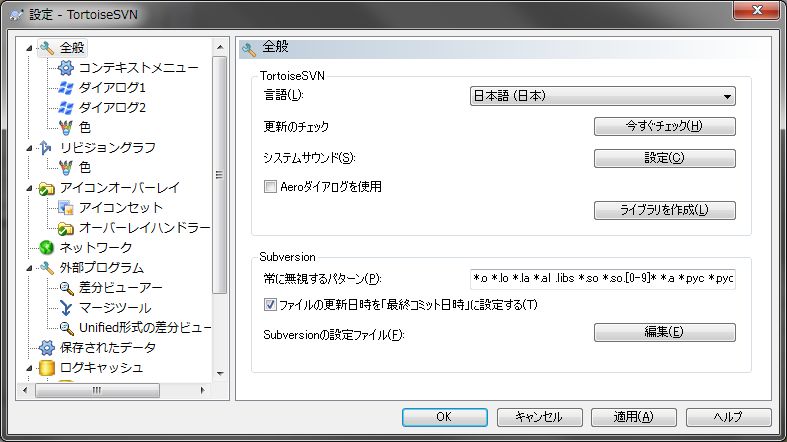 設定 - TortoiseSVN
全般
コンテキストメニュー
ダイアログ1
ダイアログ2
色
リビジョングラフ
色
アイコンオーバーレイ
アイコンセット
オーバーレイハンドラー
ネットワーク
外部プログラム
差分ビューアー
マージツール
Unified形式の差分ビュー
保存されたデータ
ログキャッシュ
全般
TortoiseSVN
言語(L):
日本語 (日本)
更新のチェック
今すぐチェック(H)
システムサウンド(S):
設定(C)
Aeroダイアログを使用
ライブラリを作成(L)
Subversion
常に無視するパターン(P):
*.o *.lo *.la *.al .libs *.so *.so.[0-9]* *.a *.pyc *.pyo
ファイルの更新日時を「最終コミット日時」に設定する(T)
Subversionの設定ファイル(F):
編集(E)
OK
キャンセル
適用(A)
ヘルプ